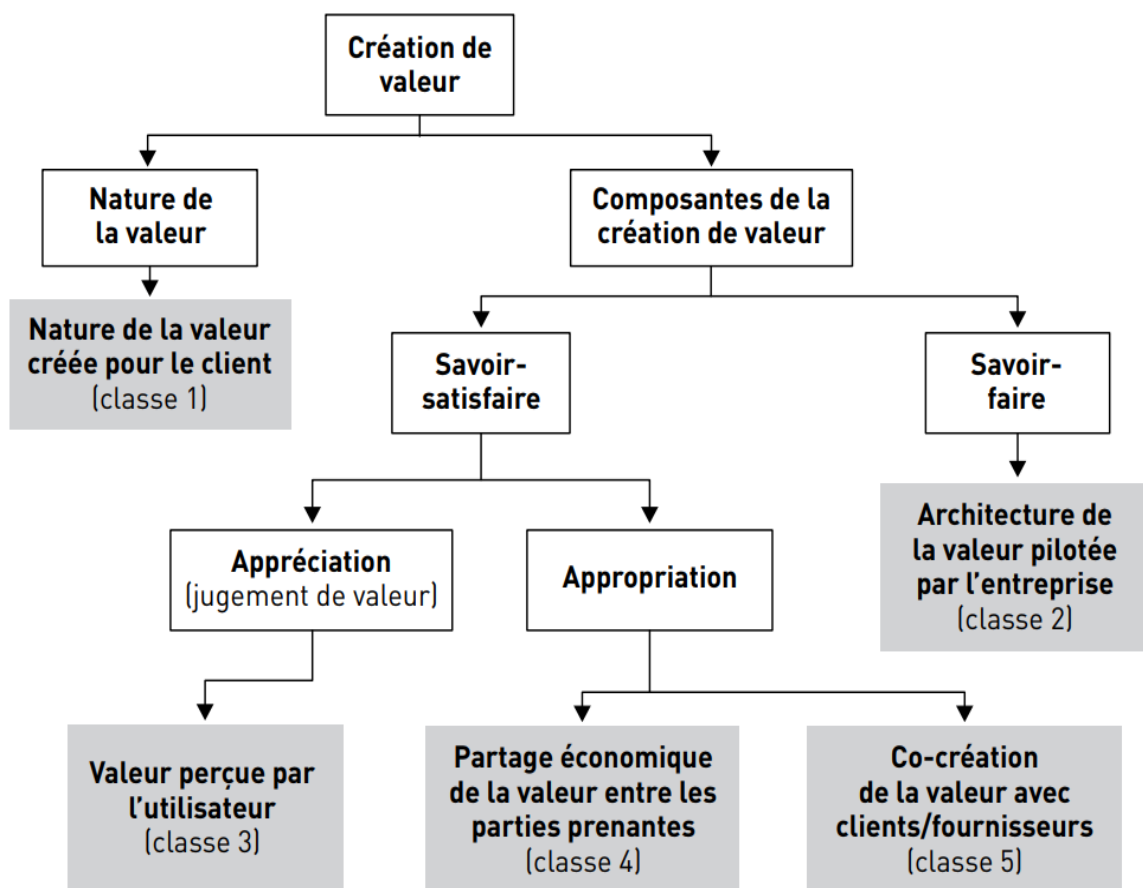 Création de
valeur
Nature de
la valeur
Composantes de la
création de valeur
Nature de la valeur
créée pour le client
(classe 1)
Savoir-
satisfaire
Savoir-
faire
Appréciation
(jugement de valeur)
Appropriation
Architecture de
la valeur pilotée
par l’entreprise
(classe 2)
Valeur perçue par
l’utilisateur
(classe 3)
Partage économique
de la valeur entre les
parties prenantes
(classe 4)
Co-création
de la valeur avec
clients/fournisseurs
(classe 5)